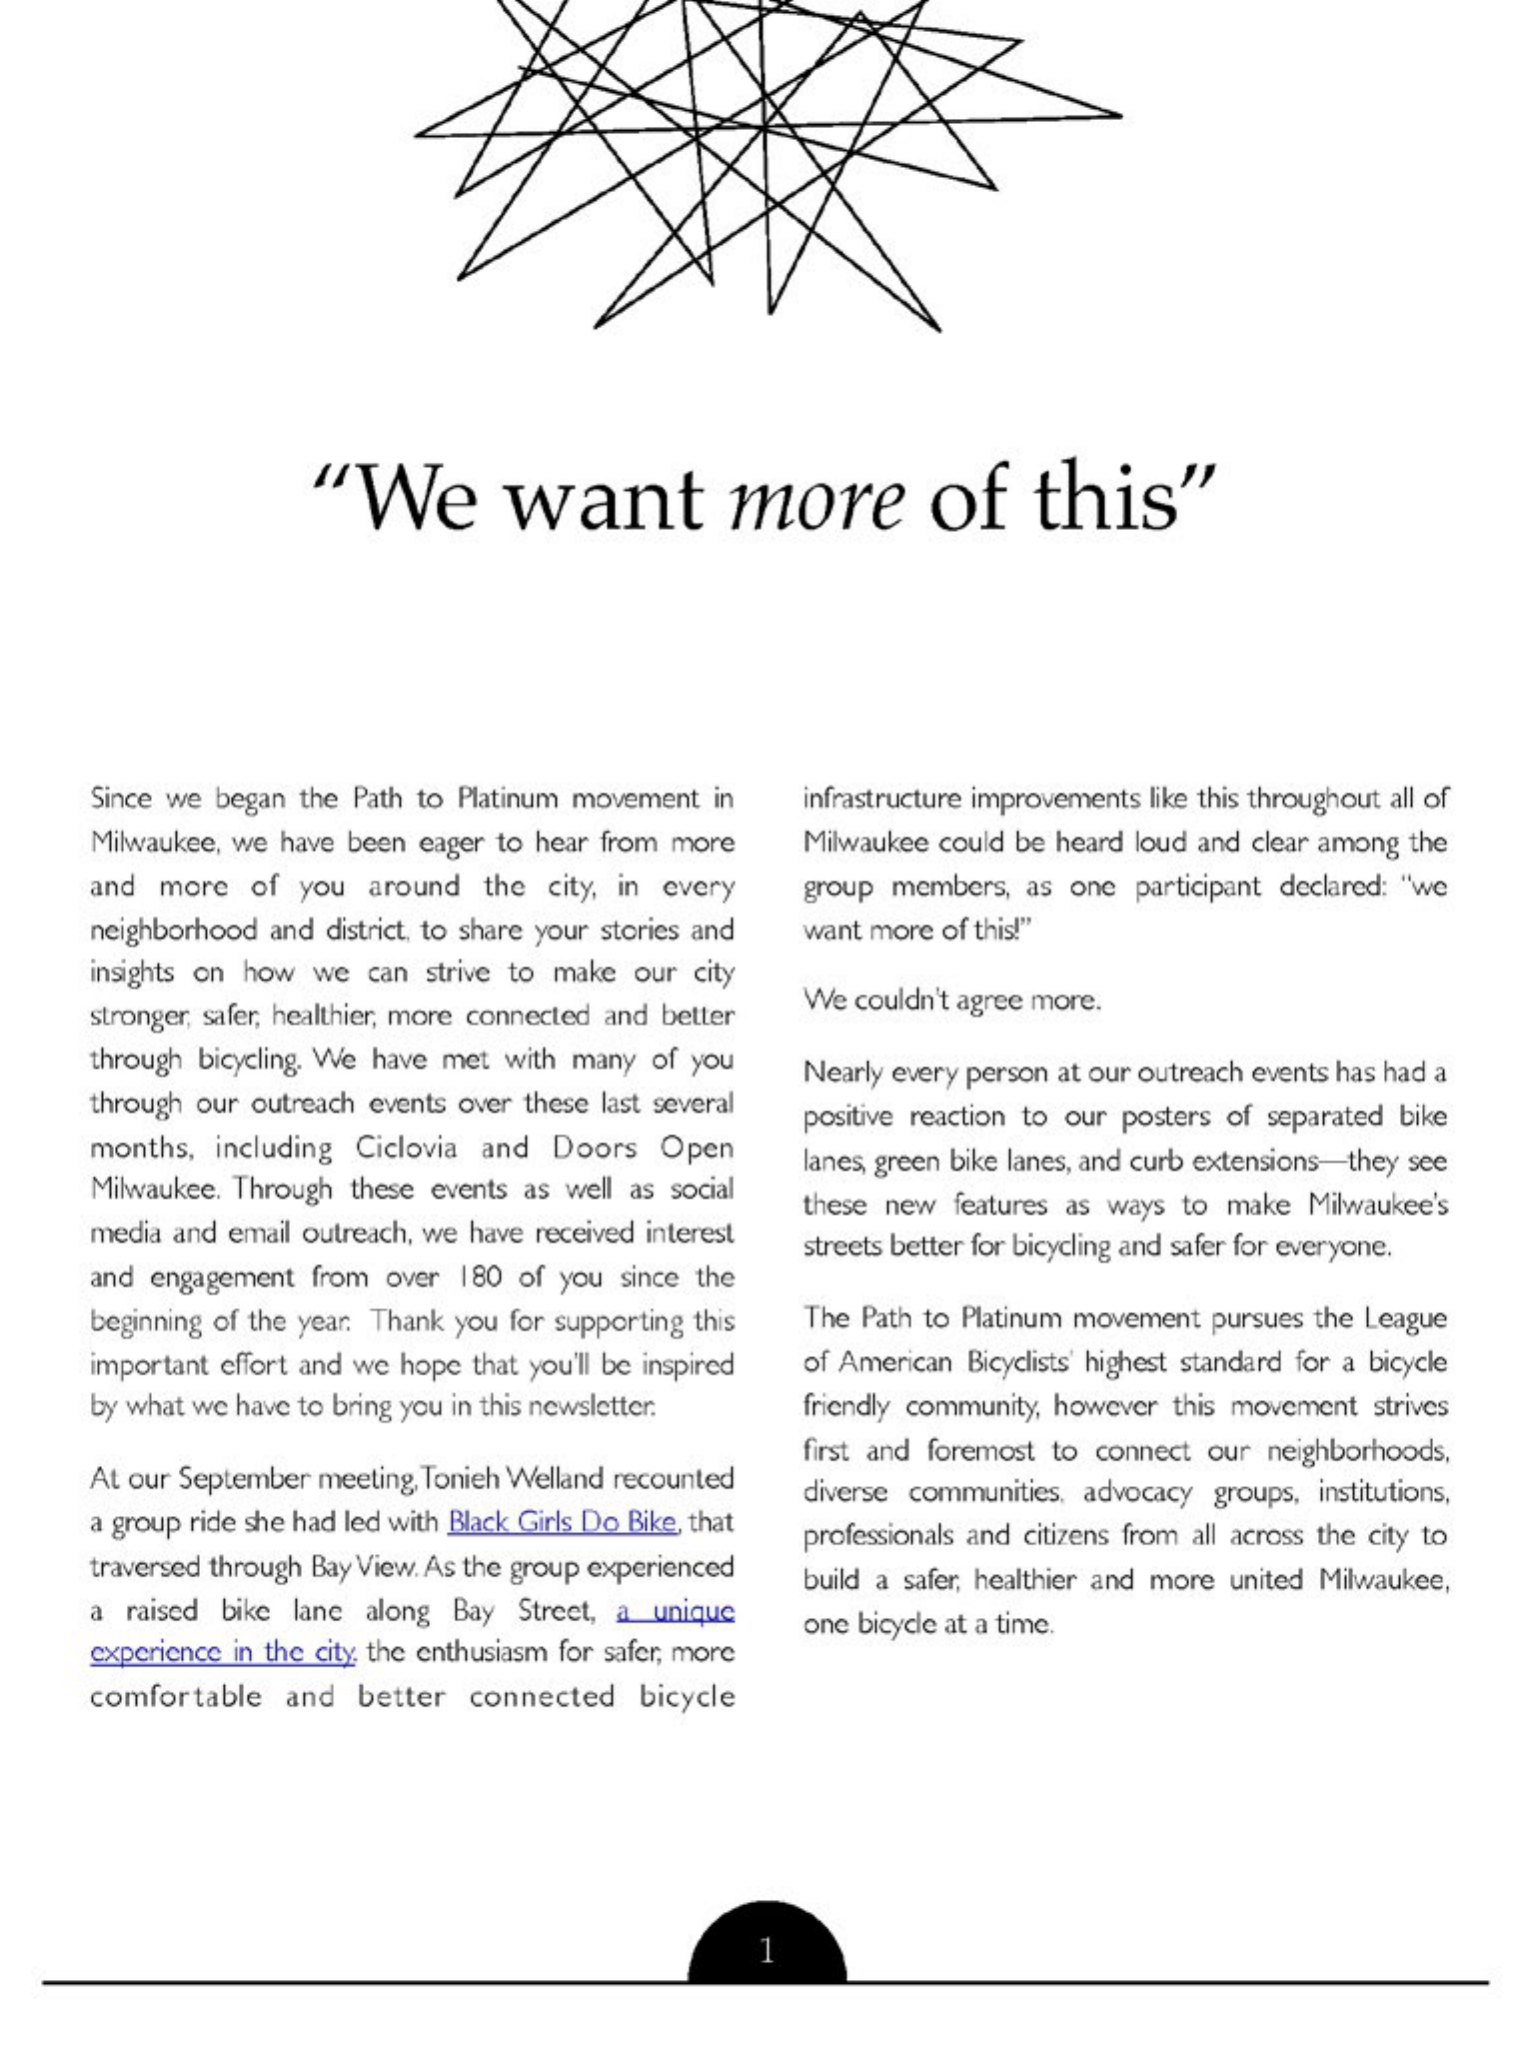 “We want more of this”
Since we began the Path to Platinum movement in
Milwaukee, we have been eager to hear from more
and more of you around the city, in every
neighborhood and district, to share your stories and
insights on how we can strive to make our city
stronger, safer, healthier, more connected and better
through bicycling. We have met with many of you
through our outreach events over these last several
months, including Ciclovia and Doors Open
Milwaukee. Through these events as well as social
media and email outreach, we have received interest
and engagement from over 180 of you since the
beginning of the year. Thank you for supporting this
important effort and we hope that you'll be inspired
by what we have to bring you in this newsletter.
At our September meeting, Tonieh Welland recounted
a group ride she had led with Black Girls Do Bike, that
traversed through Bay View. As the group experienced
a raised bike lane along Bay Street, a unique
experience in the city, the enthusiasm for safer, more
comfortable and better connected bicycle
infrastructure improvements like this throughout all of
Milwaukee could be heard loud and clear among the
group members, as one participant declared: “we
want more of this!”
We couldn't agree more.
Nearly every person at our outreach events has had a
positive reaction to our posters of separated bike
lanes, green bike lanes, and curb extensions—they see
these new features as ways to make Milwaukee's
streets better for bicycling and safer for everyone.
The Path to Platinum movement pursues the League
of American Bicyclists' highest standard for a bicycle
friendly community, however this movement strives
first and foremost to connect our neighborhoods,
diverse communities, advocacy groups, institutions,
professionals and citizens from all across the city to
build a safer, healthier and more united Milwaukee,
one bicycle at a time.
1